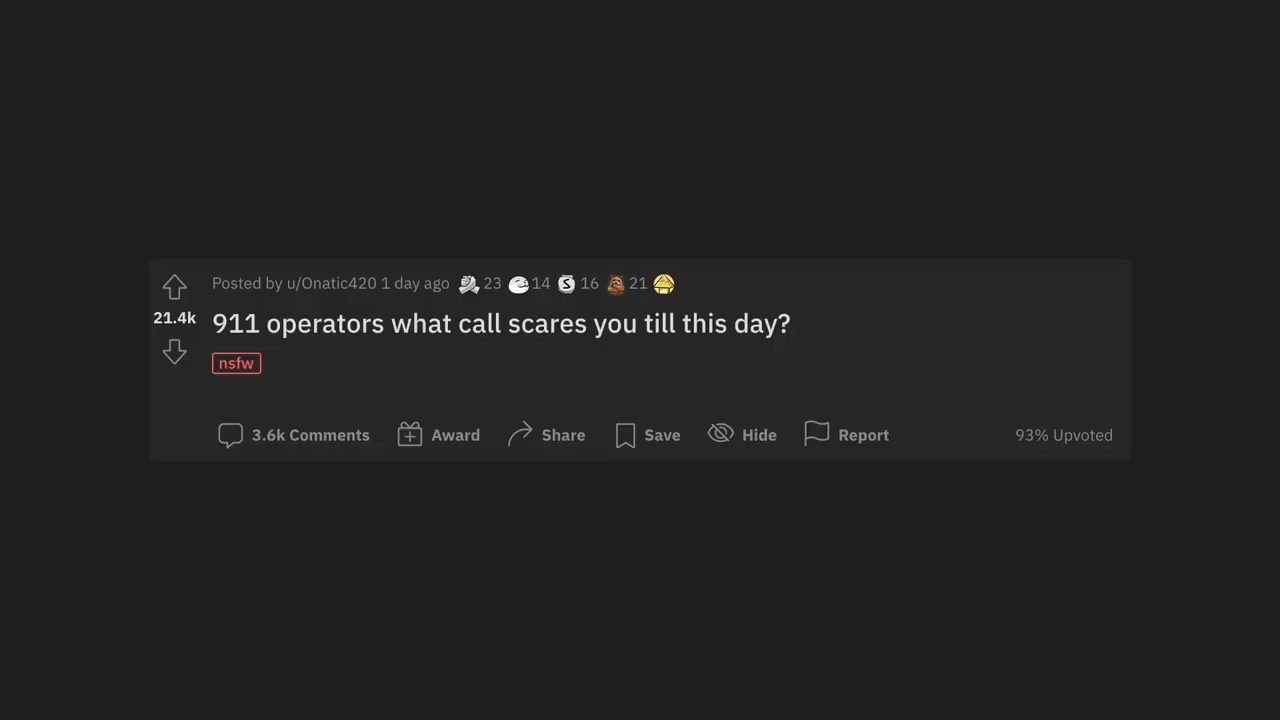 Posted by u/Onatic420 1 day ago 23 14 16 21
21.4k
911 operators what call scares you till this day?
nsfw
3.6k Comments Award Share Save Hide Report 93% Upvoted